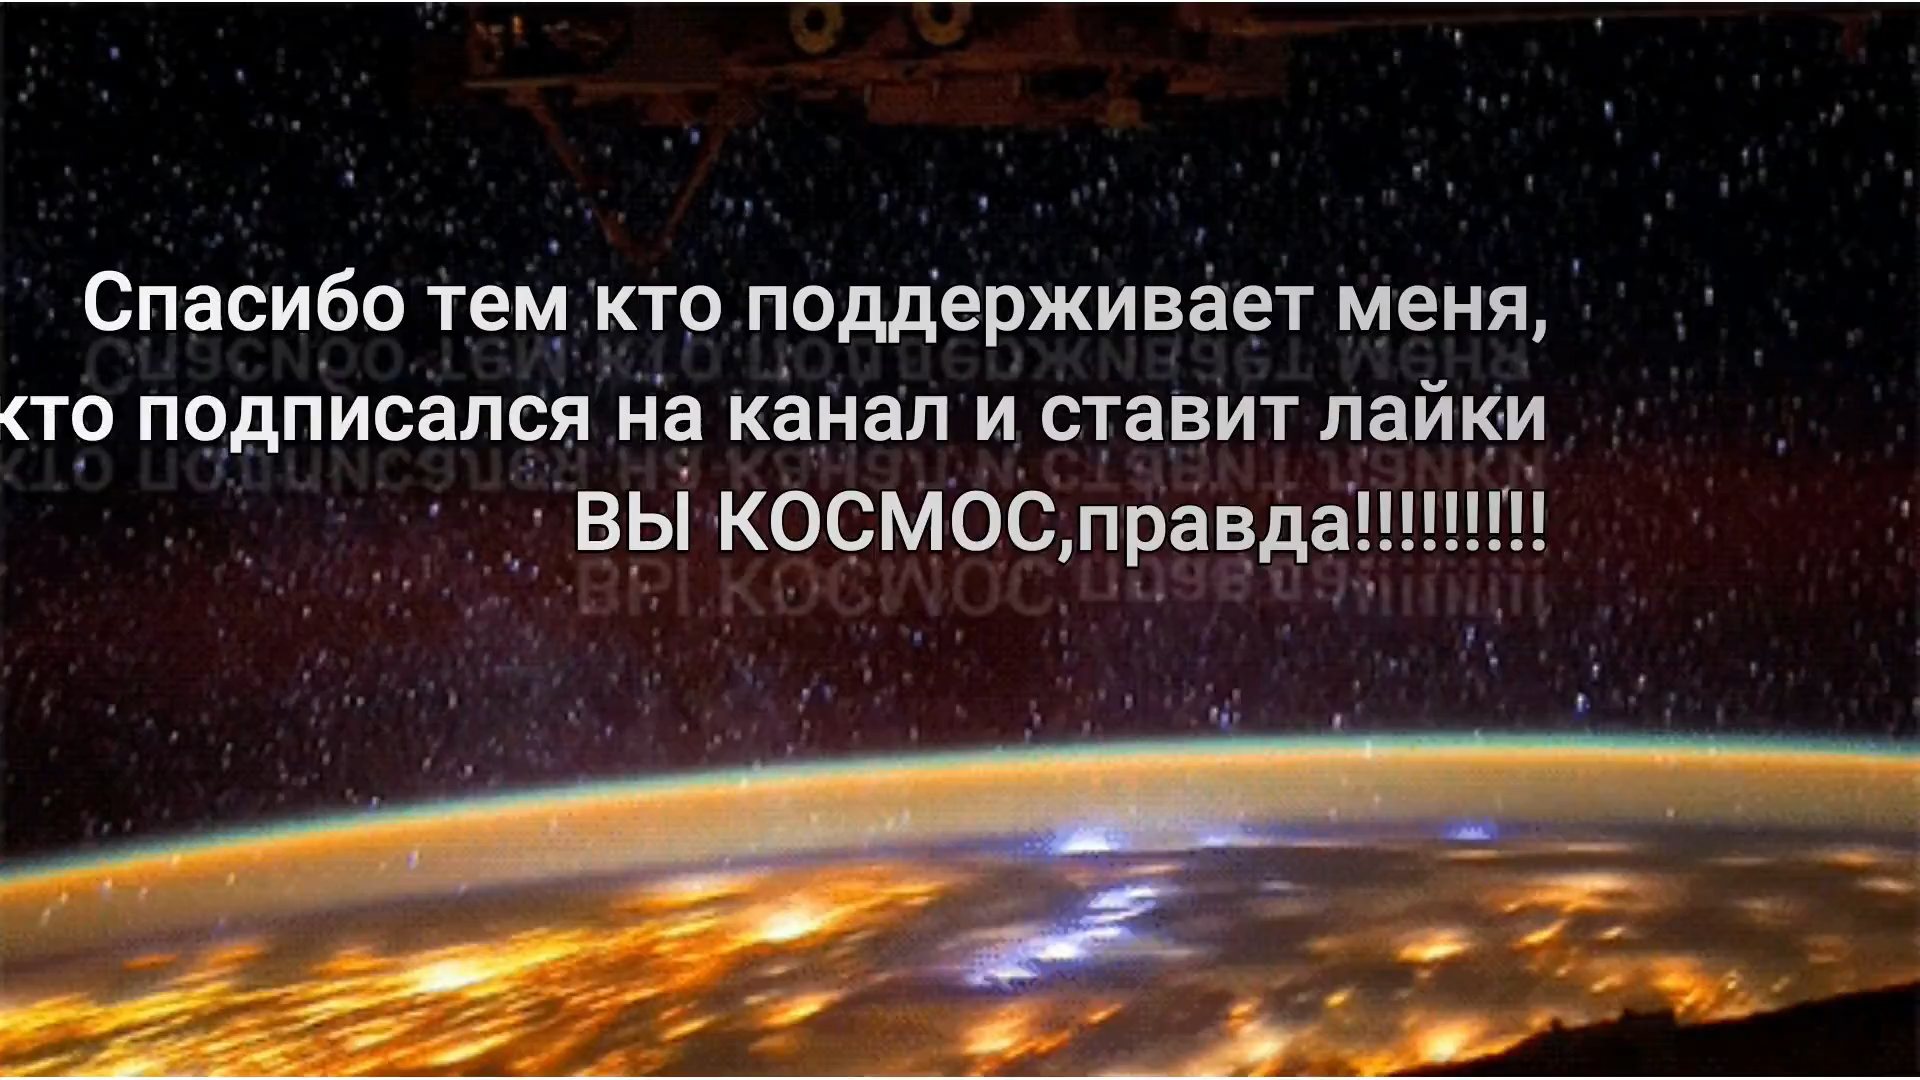 Спасибо тем кто поддерживает меня,
кто подписался на канал и ставит лайки
ВЫ КОСМОС,правда!!!!!!!!!